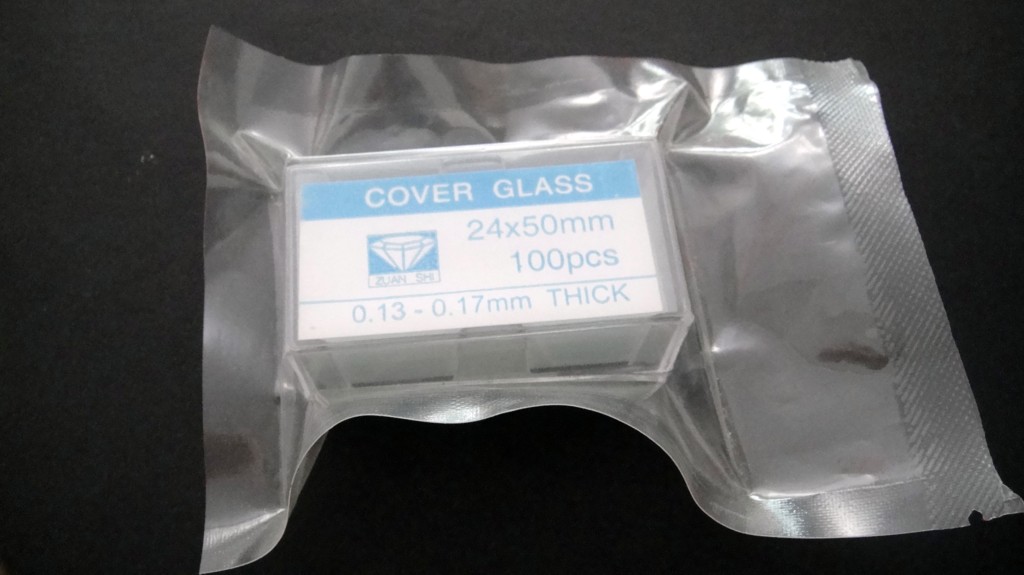 COVER GLASS
24x50mm
100pcs
ZUAN SHI
0.13 - 0.17mm THICK